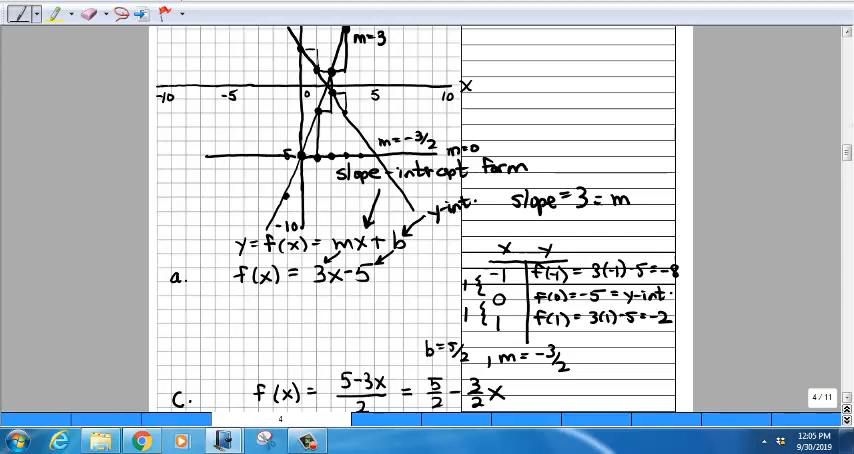 m=3
-10 -5 0 5 10 X
m=-3/2 m=0
-5
slope-intrcpt form
y-int.
slope = 3 = m
-10
y=f(x) = mx + b
a. f(x) = 3x-5
x y
1 { -1 f(-1) = 3(-1)-5=-8
0 f(0)=-5=y-int.
1 { 1 f(1) = 3(1)-5=-2
b=5/2 , m=-3/2
c. f(x) = 5-3x/2 = 5/2 - 3/2 x
4 / 11
4
12:05 PM
9/30/2019